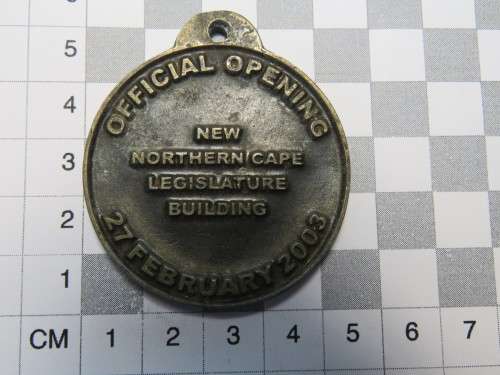 OFFICIAL OPENING
NEW
NORTHERN CAPE
LEGISLATURE
BUILDING
27 FEBRUARY 2003
5
4
3
2
1
CM 1 2 3 4 5 6 7